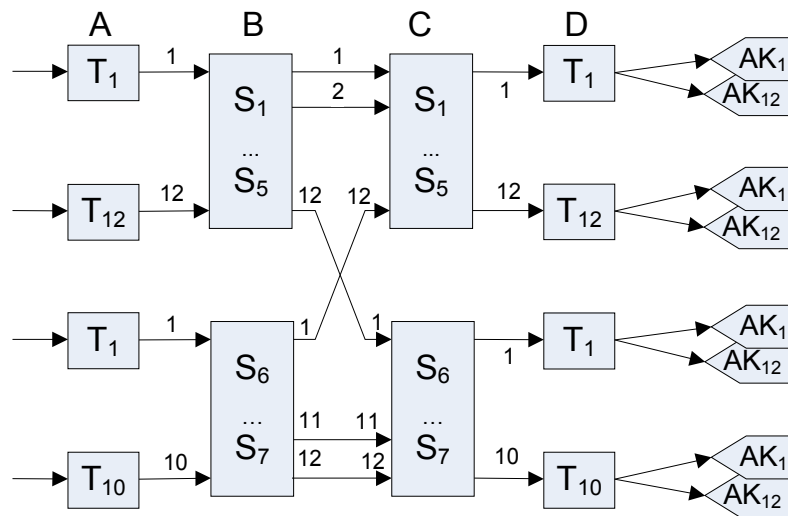 A B C D
T1 1 1 T1 AK1
2 1 AK12
S1 S1
... ...
S5 S5
T12 12 12 12 12 T12 AK1
AK12
T1 1 1 1 T1 AK1
1 AK12
S6 S6
... ...
11 11
S7 S7
T10 10 12 12 10 T10 AK1
AK12